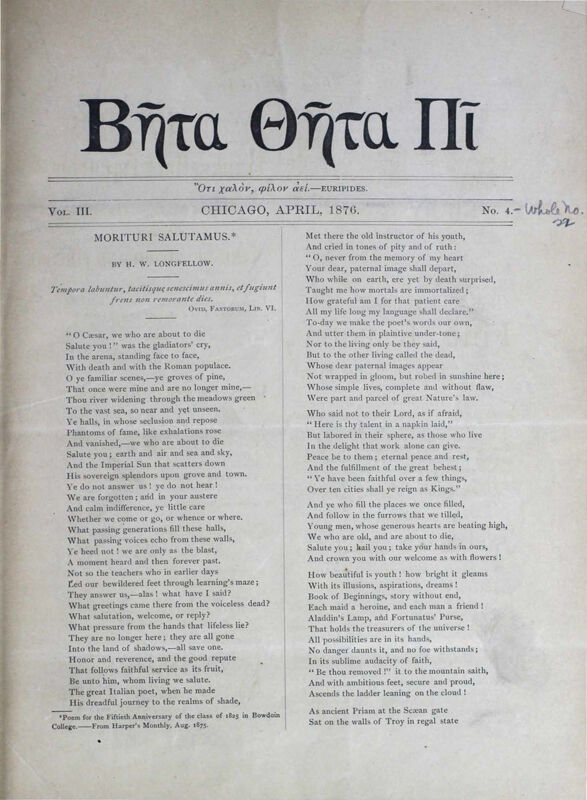 Βῆτα Θῆτα Πῖ
"Ότι χαλὸν, φίλον ἀεί.—EURIPIDES.
VOL. III. CHICAGO, APRIL, 1876. No. 4.- Whole No. 22
MORITURI SALUTAMUS.*
BY H. W. LONGFELLOW.
Tempora labuntur, tacitisque senescimus annis, et fugiunt
frens non remorante dies.
OVID, FASTORUM, LIB. VI.
" O Cæsar, we who are about to die
Salute you ! " was the gladiators' cry,
In the arena, standing face to face,
With death and with the Roman populace.
O ye familiar scenes,—ye groves of pine,
That once were mine and are no longer mine,—
Thou river widening through the meadows green
To the vast sea, so near and yet unseen,
Ye halls, in whose seclusion and repose
Phantoms of fame, like exhalations rose
And vanished,—we who are about to die
Salute you ; earth and air and sea and sky,
And the Imperial Sun that scatters down
His sovereign splendors upon grove and town.
Ye do not answer us ! ye do not hear !
We are forgotten ; and in your austere
And calm indifference, ye little care
Whether we come or go, or whence or where.
What passing generations fill these halls,
What passing voices echo from these walls,
Ye heed not ! we are only as the blast,
A moment heard and then forever past.
Not so the teachers who in earlier days
Led our bewildered feet through learning's maze ;
They answer us,—alas ! what have I said?
What greetings came there from the voiceless dead?
What salutation, welcome, or reply?
What pressure from the hands that lifeless lie?
They are no longer here ; they are all gone
Into the land of shadows,—all save one.
Honor and reverence, and the good repute
That follows faithful service as its fruit,
Be unto him, whom living we salute.
The great Italian poet, when he made
His dreadful journey to the realms of shade,
*Poem for the Fiftieth Anniversary of the class of 1825 in Bowdoin
College.——From Harper's Monthly, Aug. 1875.
Met there the old instructor of his youth,
And cried in tones of pity and of ruth :
" O, never from the memory of my heart
Your dear, paternal image shall depart,
Who while on earth, ere yet by death surprised,
Taught me how mortals are immortalized ;
How grateful am I for that patient care
All my life long my language shall declare."
To-day we make the poet's words our own,
And utter them in plaintive under-tone ;
Nor to the living only be they said,
But to the other living called the dead,
Whose dear paternal images appear
Not wrapped in gloom, but robed in sunshine here ;
Whose simple lives, complete and without flaw,
Were part and parcel of great Nature's law.
Who said not to their Lord, as if afraid,
" Here is thy talent in a napkin laid,"
But labored in their sphere, as those who live
In the delight that work alone can give.
Peace be to them ; eternal peace and rest,
And the fulfillment of the great behest ;
" Ye have been faithful over a few things,
Over ten cities shall ye reign as Kings."
And ye who fill the places we once filled,
And follow in the furrows that we tilled,
Young men, whose generous hearts are beating high,
We who are old, and are about to die,
Salute you ; hail you ; take your hands in ours,
And crown you with our welcome as with flowers !
How beautiful is youth ! how bright it gleams
With its illusions, aspirations, dreams !
Book of Beginnings, story without end,
Each maid a heroine, and each man a friend !
Aladdin's Lamp, and Fortunatus' Purse,
That holds the treasurers of the universe !
All possibilities are in its hands,
No danger daunts it, and no foe withstands ;
In its sublime audacity of faith,
" Be thou removed !" it to the mountain saith,
And with ambitious feet, secure and proud,
Ascends the ladder leaning on the cloud !
As ancient Priam at the Scæan gate
Sat on the walls of Troy in regal state